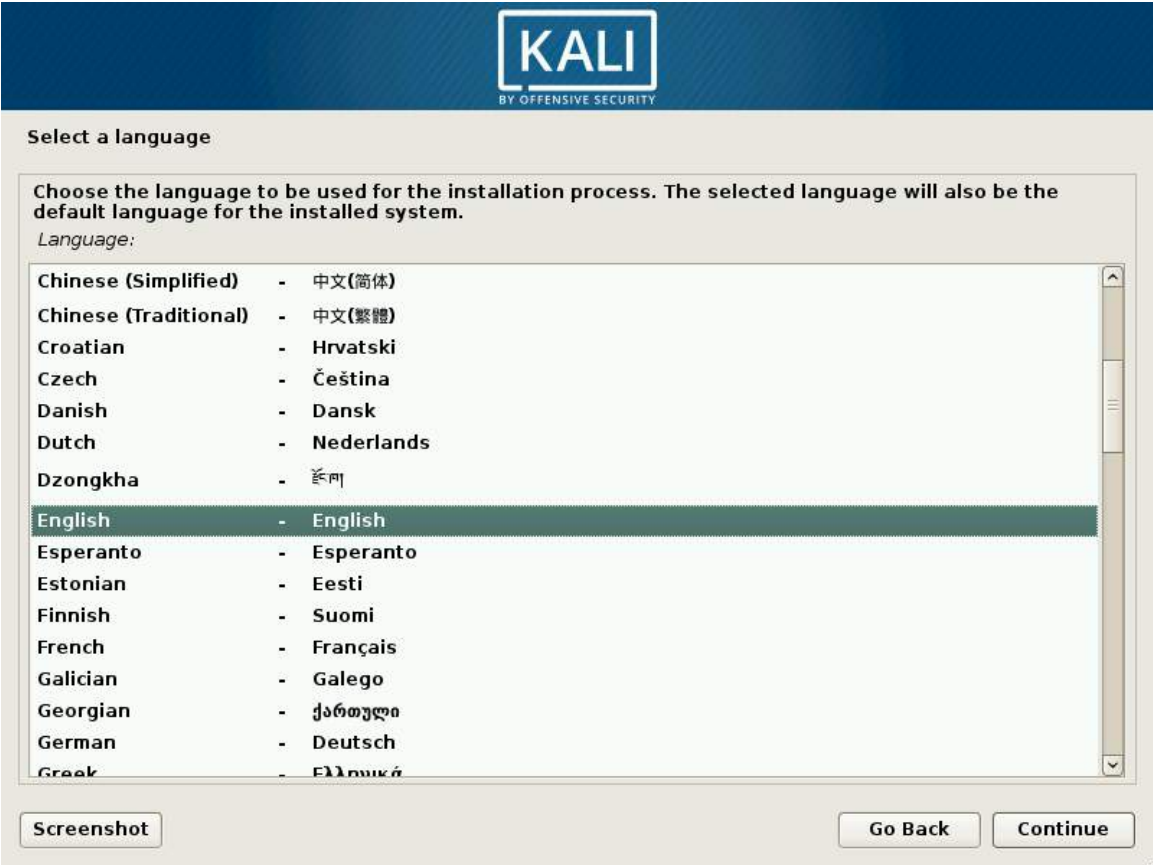 KALI
BY OFFENSIVE SECURITY
Select a language
Choose the language to be used for the installation process. The selected language will also be the
default language for the installed system.
Language:
Chinese (Simplified) - 中文(简体)
Chinese (Traditional) - 中文(繁體)
Croatian - Hrvatski
Czech - Čeština
Danish - Dansk
Dutch - Nederlands
Dzongkha - རྫོང་ཁ།
English - English
Esperanto - Esperanto
Estonian - Eesti
Finnish - Suomi
French - Français
Galician - Galego
Georgian - ქართული
German - Deutsch
Greek - Ελληνικά
Screenshot Go Back Continue